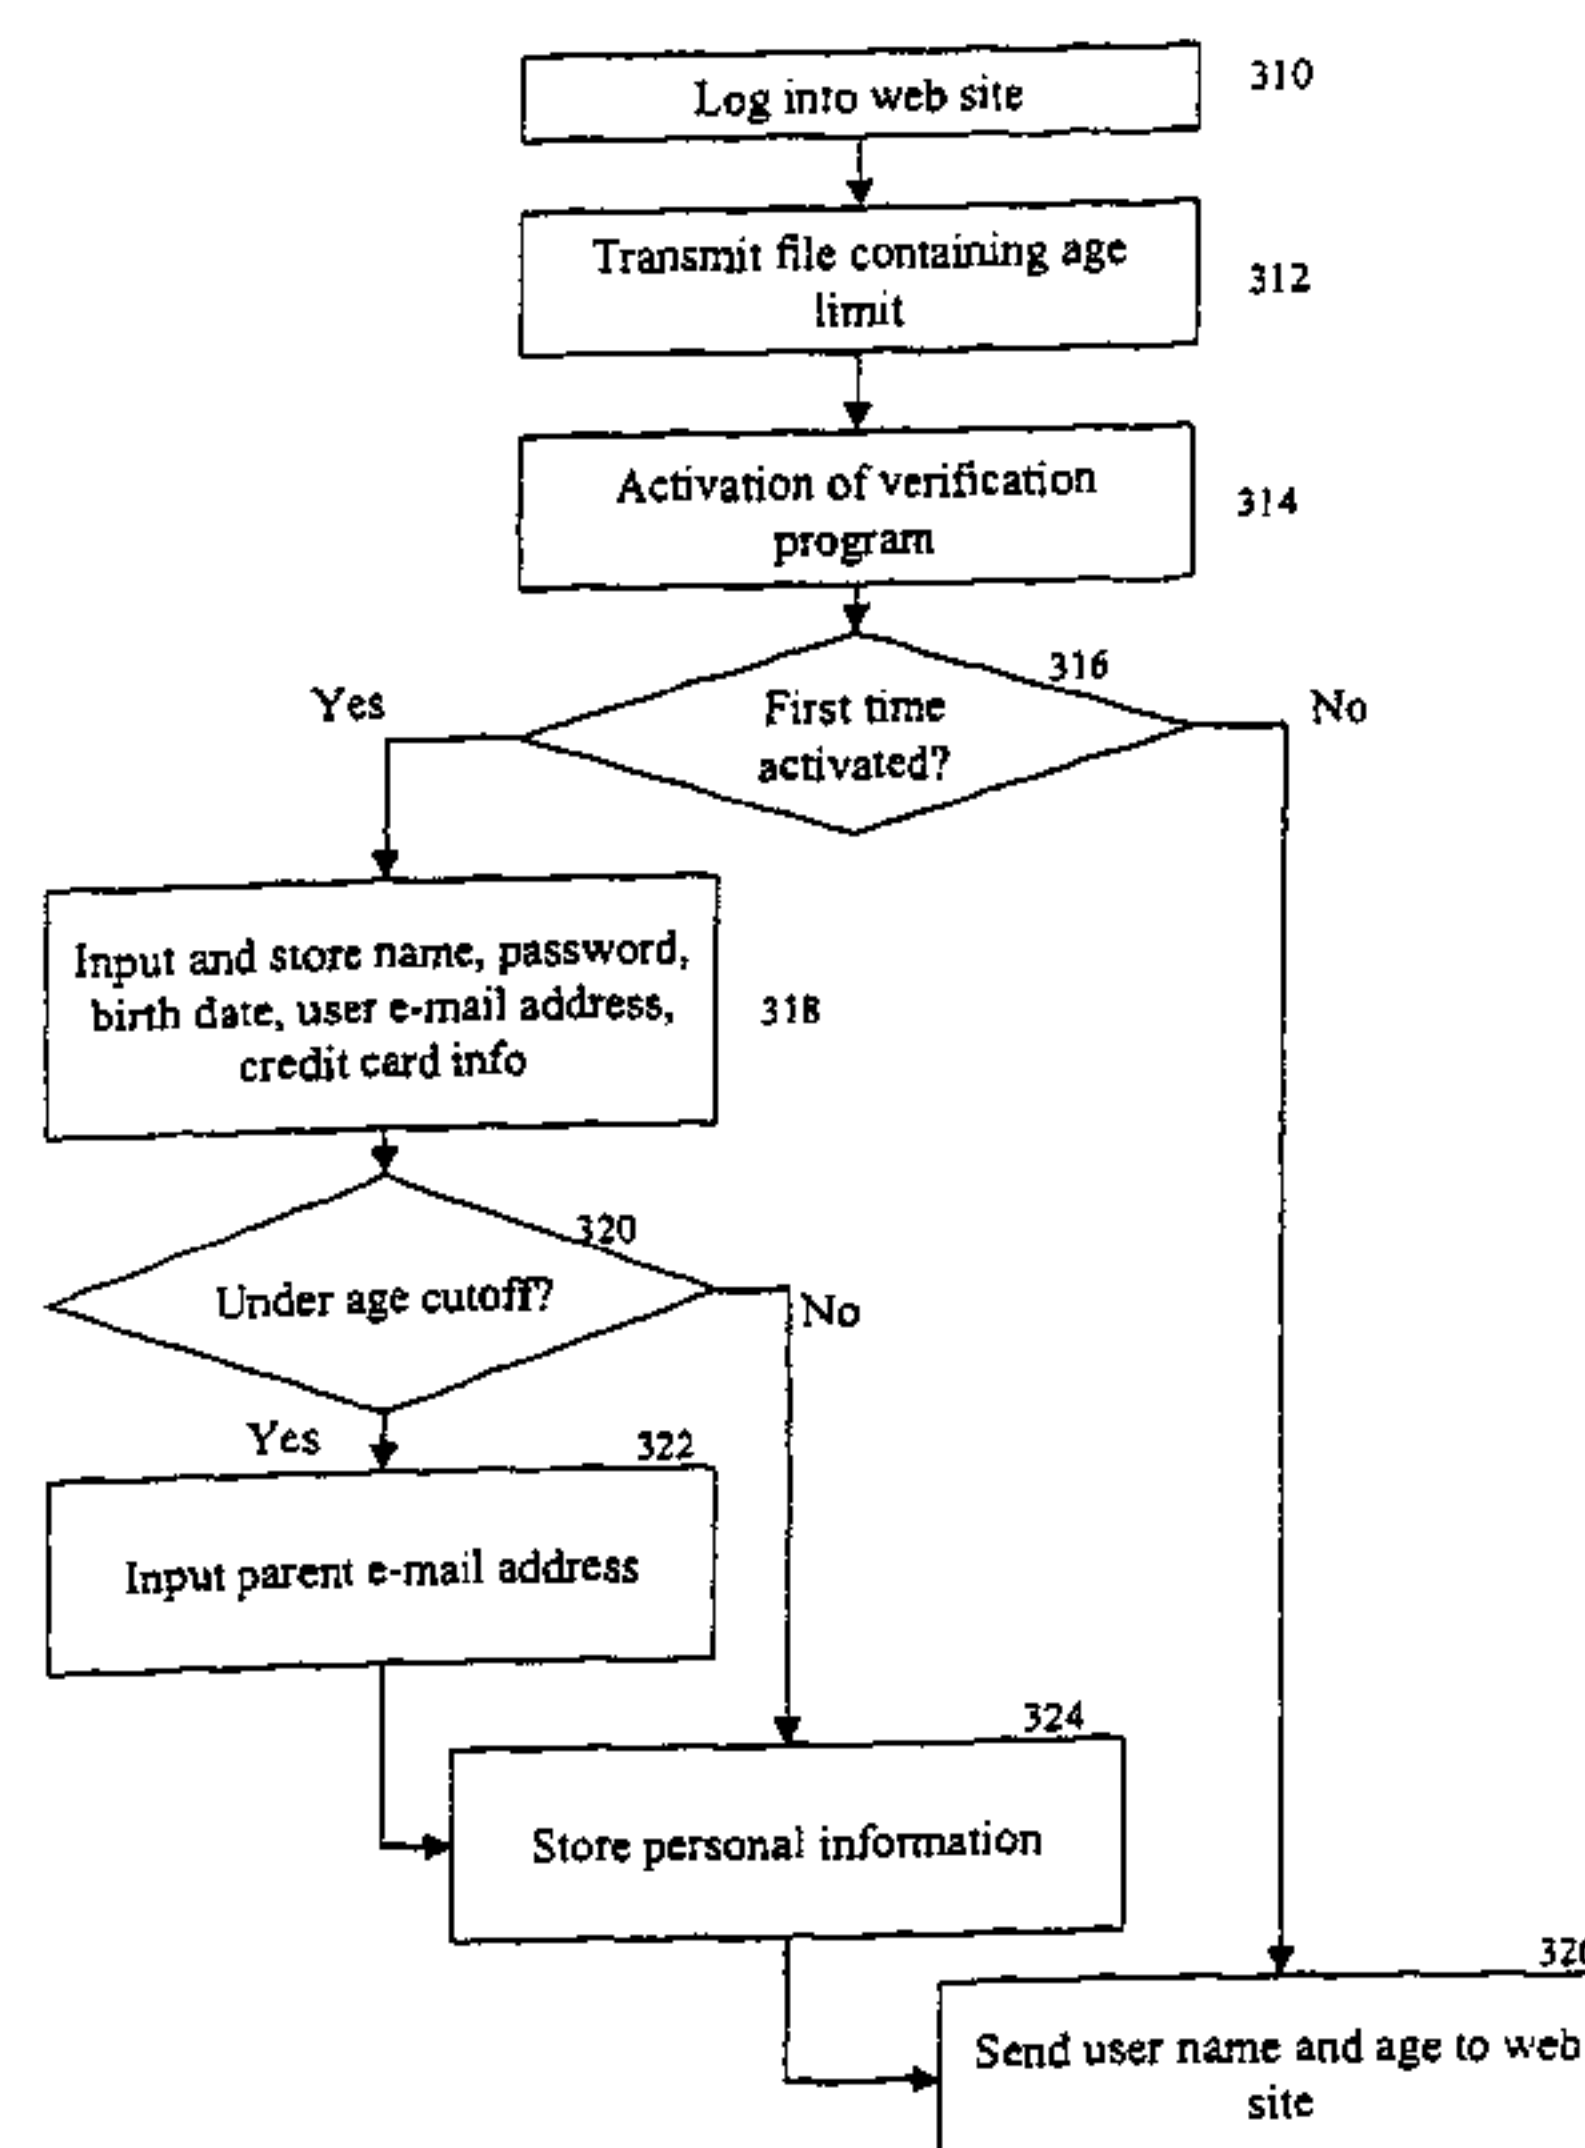 Log into web site
310
Transmit file containing age
limit
312
Activation of verification
program
314
316
First time
activated?
Yes
No
Input and store name, password,
birth date, user e-mail address,
credit card info
318
320
Under age cutoff?
No
Yes
322
Input parent e-mail address
324
Store personal information
Send user name and age to web
site